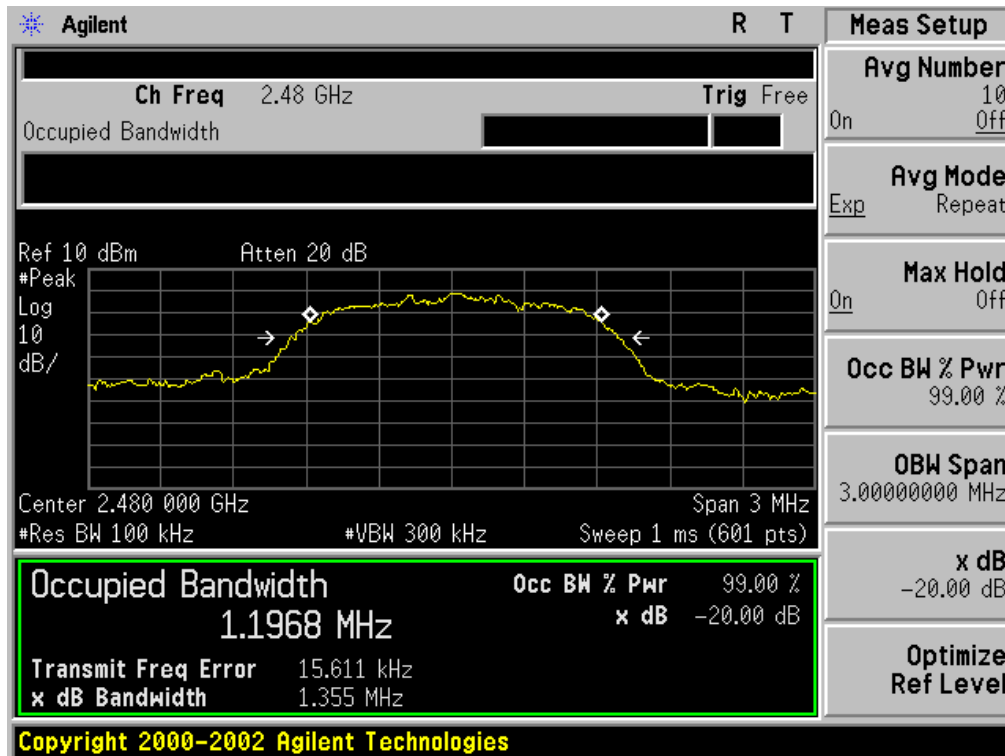 Agilent R T
Meas Setup
Ch Freq 2.48 GHz Trig Free
Occupied Bandwidth
Avg Number
10
On Off
Avg Mode
Exp Repeat
Max Hold
On Off
Occ BW % Pwr
99.00 %
OBW Span
3.00000000 MHz
x dB
-20.00 dB
Optimize
Ref Level
Ref 10 dBm Atten 20 dB
#Peak
Log
10
dB/
Center 2.480 000 GHz Span 3 MHz
#Res BW 100 kHz #VBW 300 kHz Sweep 1 ms (601 pts)
Occupied Bandwidth
1.1968 MHz
Occ BW % Pwr 99.00 %
x dB -20.00 dB
Transmit Freq Error 15.611 kHz
x dB Bandwidth 1.355 MHz
Copyright 2000-2002 Agilent Technologies